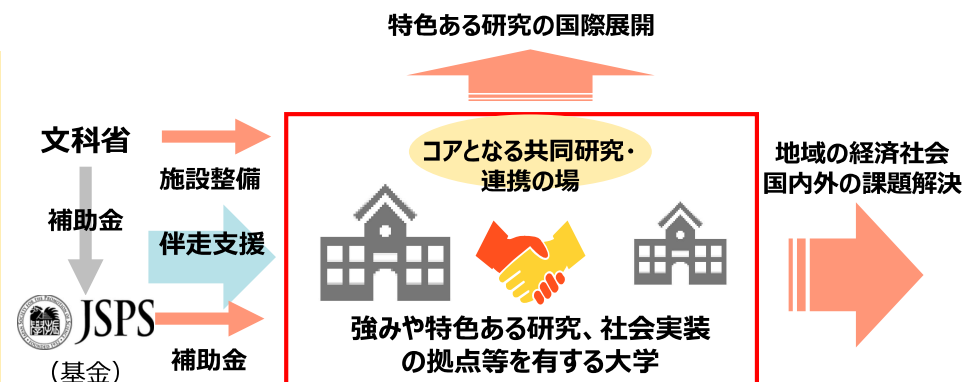 特色ある研究の国際展開
文科省
施設整備
補助金
伴走支援
JSPS
（基金）
補助金
コアとなる共同研究・
連携の場
強みや特色ある研究、社会実装
の拠点等を有する大学
地域の経済社会
国内外の課題解決